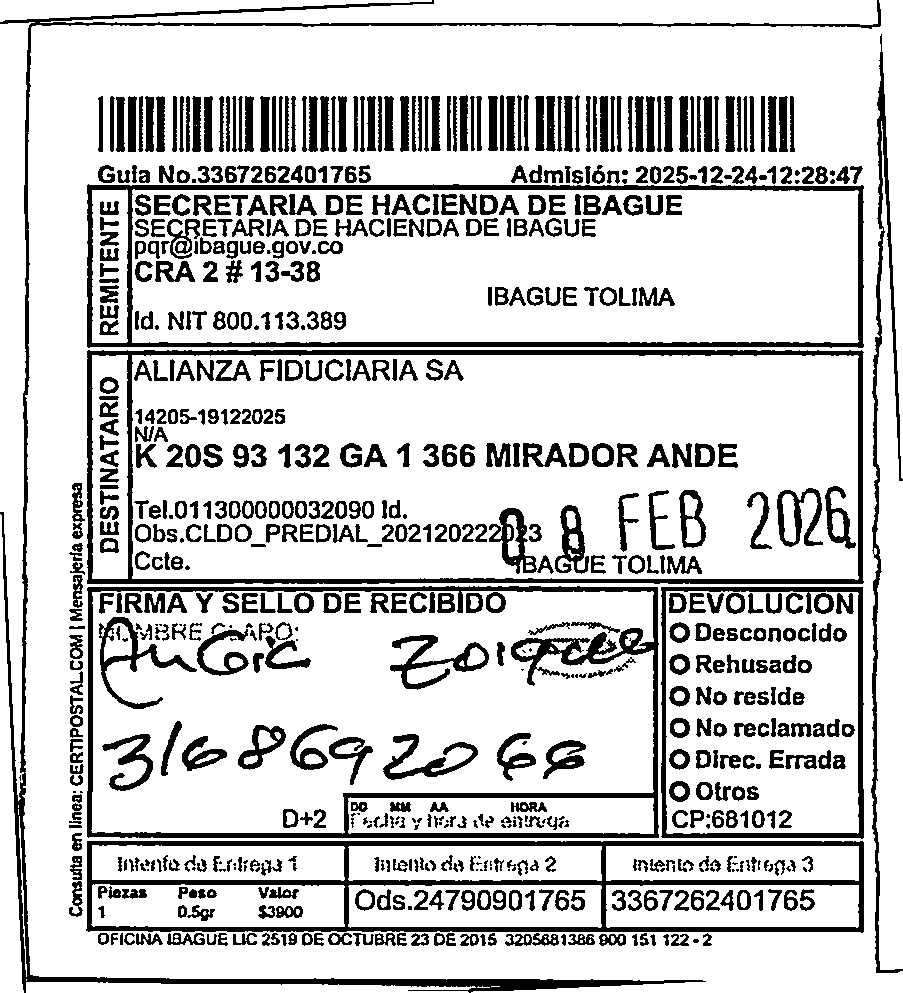 Guia No.3367262401765 Admisión: 2025-12-24-12:28:47
REMITENTE
SECRETARIA DE HACIENDA DE IBAGUE
SECRETARIA DE HACIENDA DE IBAGUE
pqr@ibague.gov.co
CRA 2 # 13-38
IBAGUE TOLIMA
Id. NIT 800.113.389
DESTINATARIO
ALIANZA FIDUCIARIA SA
14205-19122025
N/A
K 20S 93 132 GA 1 366 MIRADOR ANDE
Tel.011300000032090 Id.
Obs.CLDO_PREDIAL_202120222023
08 FEB 2026
Ccte.
IBAGUE TOLIMA
FIRMA Y SELLO DE RECIBIDO
NOMBRE CLARO:
3168692066
D+2
DD MM AA HORA
Fecha y hora de entrega
DEVOLUCION
Desconocido
Rehusado
No reside
No reclamado
Direc. Errada
Otros
CP:681012
Intento de Entrega 1
Intento de Entrega 2
Intento de Entrega 3
Piezas Peso Valor
1 0.5gr $3900
Ods.24790901765
3367262401765
OFICINA IBAGUE LIC 2519 DE OCTUBRE 23 DE 2015 3205681386 900 151 122 - 2
Consulta en línea: CERTIPOSTAL.COM | Mensajería expresa